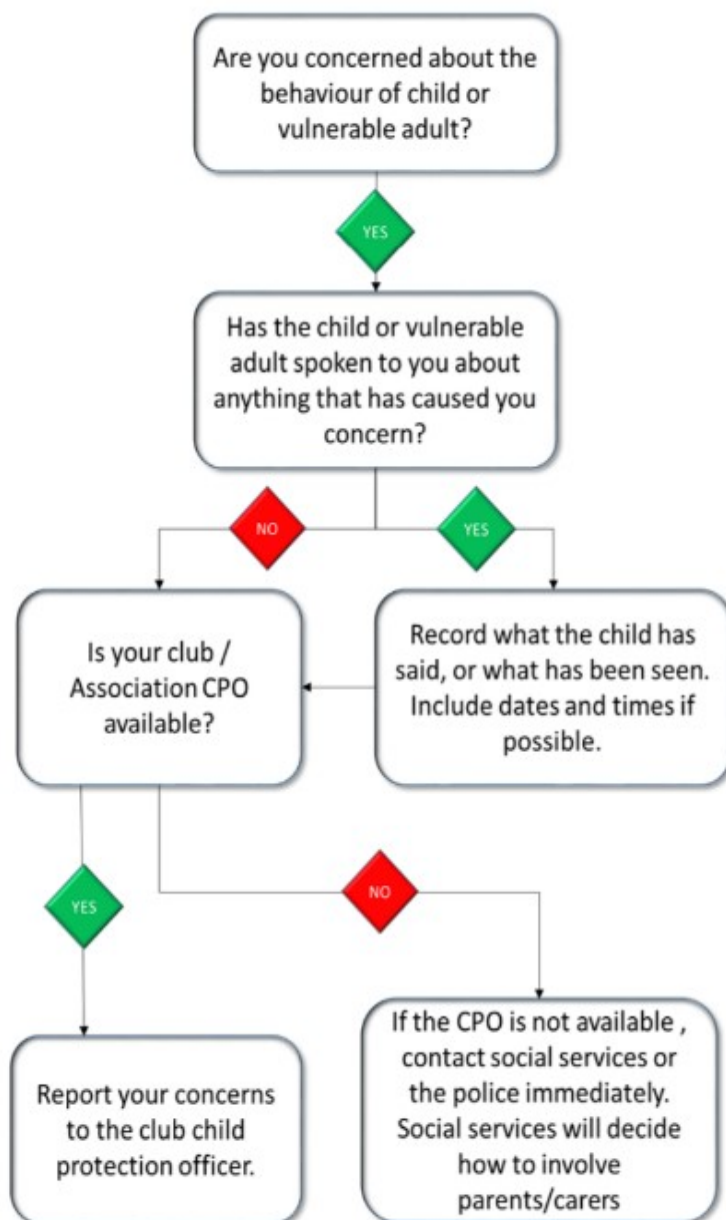 Are you concerned about the
behaviour of child or
vulnerable adult?
YES
Has the child or vulnerable
adult spoken to you about
anything that has caused you
concern?
NO
YES
Is your club /
Association CPO
available?
Record what the child has
said, or what has been seen.
Include dates and times if
possible.
YES
NO
Report your concerns
to the club child
protection officer.
If the CPO is not available ,
contact social services or
the police immediately.
Social services will decide
how to involve
parents/carers